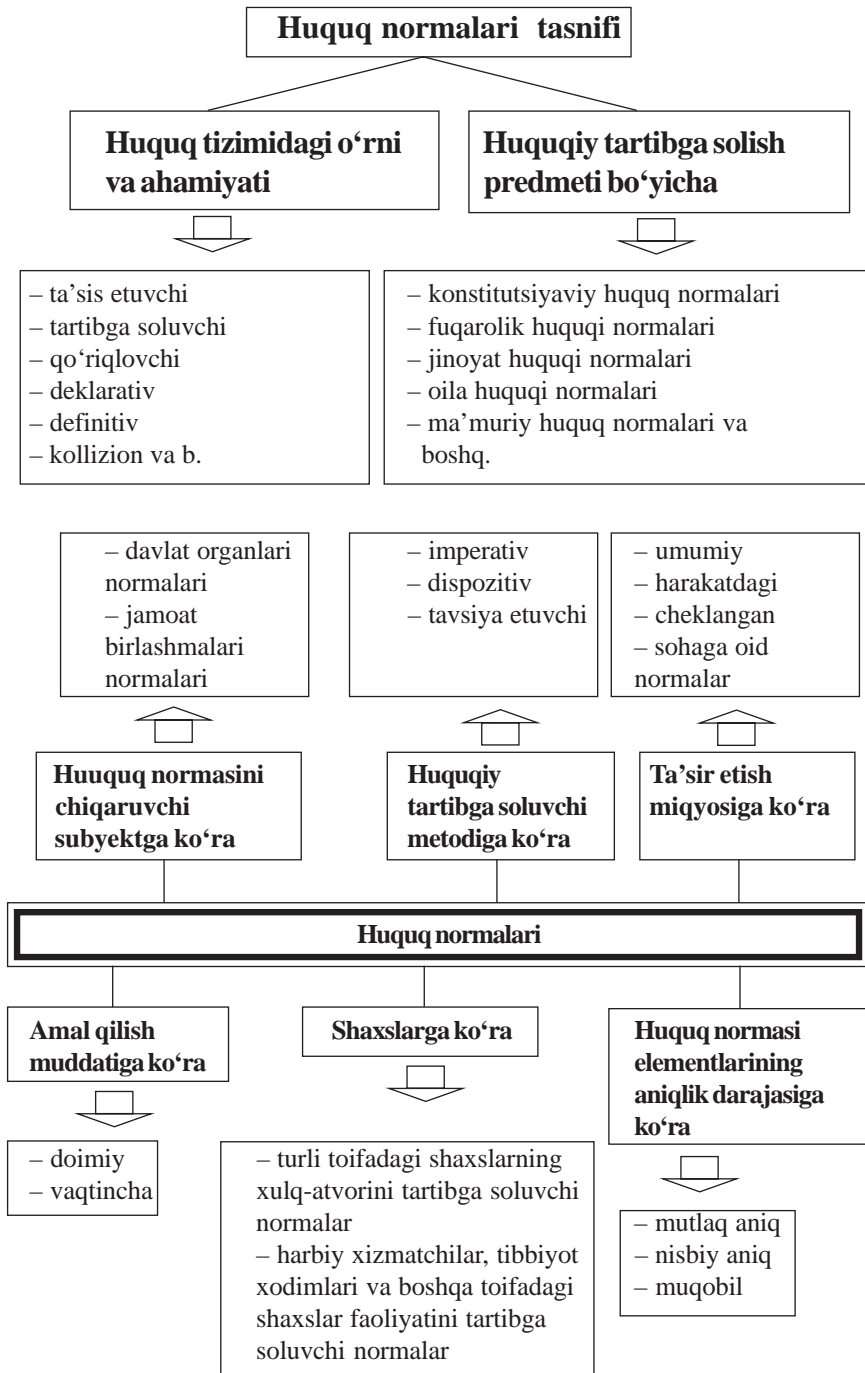 Huquq normalari tasnifi
Huquq tizimidagi o‘rni
va ahamiyati
Huquqiy tartibga solish
predmeti bo‘yicha
– ta’sis etuvchi
– tartibga soluvchi
– qo‘riqlovchi
– deklarativ
– definitiv
– kollizion va b.
– konstitutsiyaviy huquq normalari
– fuqarolik huquqi normalari
– jinoyat huquqi normalari
– oila huquqi normalari
– ma’muriy huquq normalari va
boshq.
– davlat organlari
normalari
– jamoat
birlashmalari
normalari
– imperativ
– dispozitiv
– tavsiya etuvchi
– umumiy
– harakatdagi
– cheklangan
– sohaga oid
normalar
Huuquq normasini
chiqaruvchi
subyektga ko‘ra
Huquqiy
tartibga soluvchi
metodiga ko‘ra
Ta’sir etish
miqyosiga ko‘ra
Huquq normalari
Amal qilish
muddatiga ko‘ra
Shaxslarga ko‘ra
Huquq normasi
elementlarining
aniqlik darajasiga
ko‘ra
– doimiy
– vaqtincha
– turli toifadagi shaxslarning
xulq-atvorini tartibga soluvchi
normalar
– harbiy xizmatchilar, tibbiyot
xodimlari va boshqa toifadagi
shaxslar faoliyatini tartibga
soluvchi normalar
– mutlaq aniq
– nisbiy aniq
– muqobil